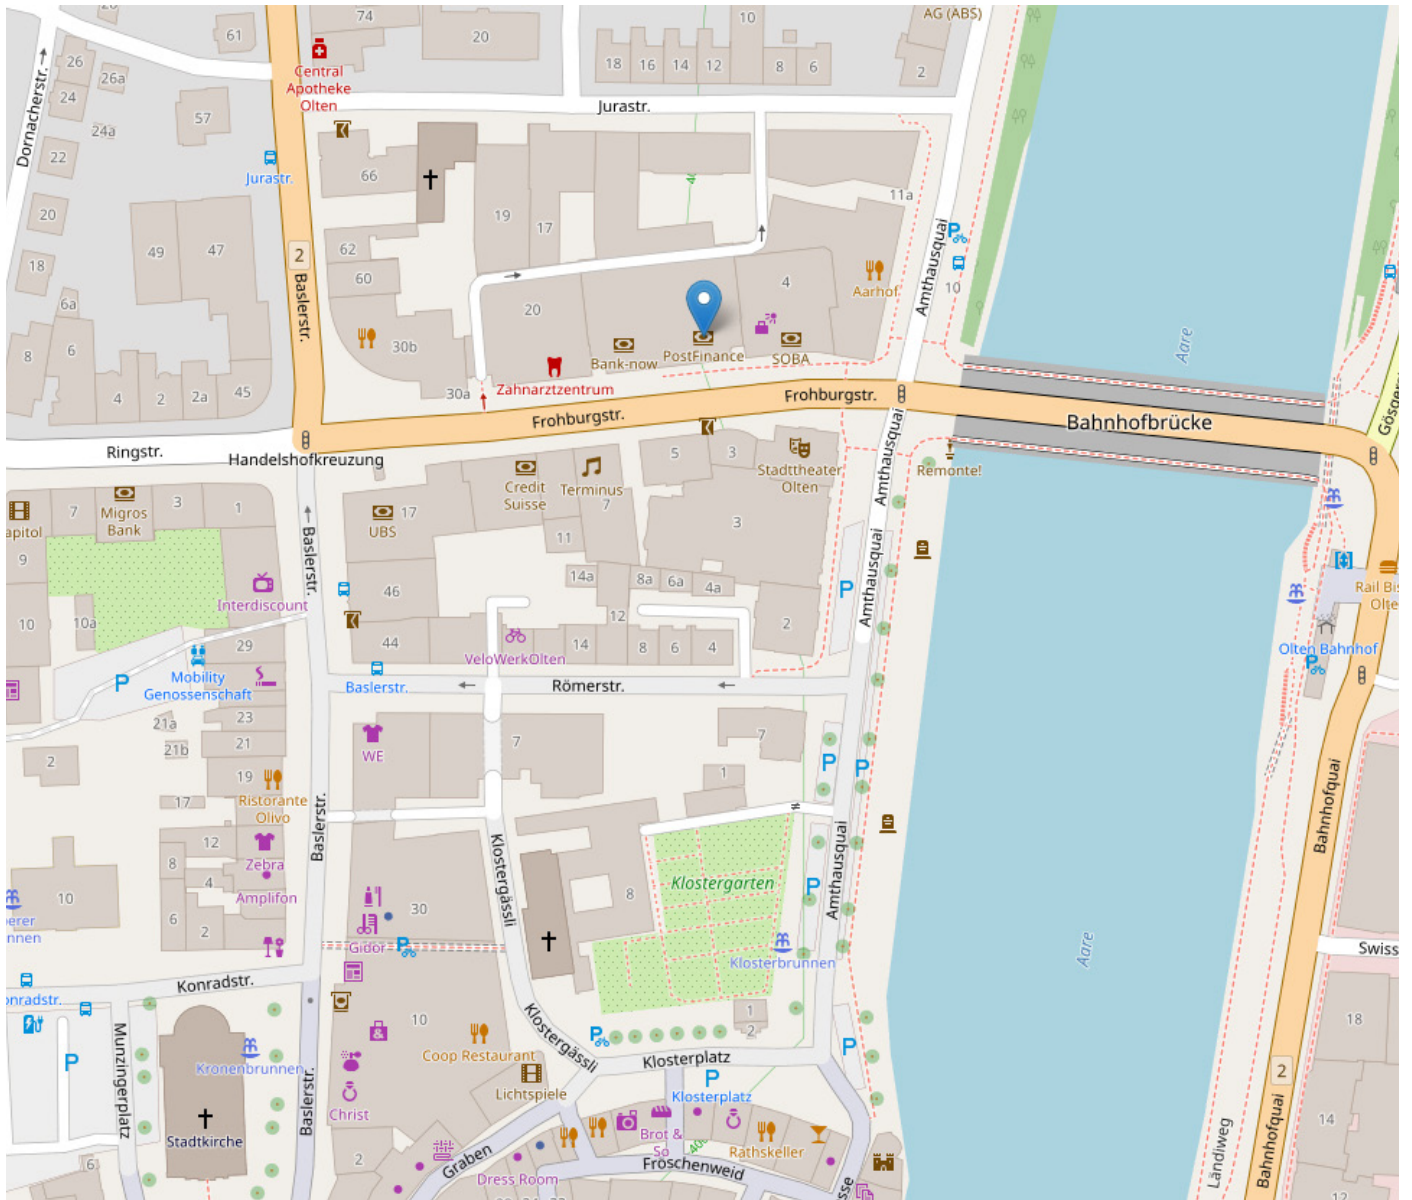 74
20
10
AG (ABS)
61
Central
Apotheke
Olten
26
26a
24
24a
22
20
18
57
Dornacherstr.
18
16
14
12
8
6
2
Jurastr.
Jurastr.
66
62
60
30b
30a
49
47
19
17
20
4
11a
10
Aarhof
Amthausquai
Aare
Baslerstr.
2
6a
6
8
4
2
2a
45
Bank-now
PostFinance
SOBA
Zahnarztzentrum
Frohburgstr.
Frohburgstr.
Bahnhofbrücke
Ringstr.
Handelshofkreuzung
Credit
Suisse
Terminus
7
5
3
Stadttheater
Olten
Amthausquai
Remonte!
apitol
7
Migros
Bank
3
1
UBS
17
11
3
9
Baslerstr.
Interdiscount
46
44
14a
8a
6a
4a
12
14
8
6
4
2
P
Amthausquai
Rail Bis
Olte
Olten Bahnhof
P
10
10a
29
P
Mobility
Genossenschaft
VeloWerkOlten
Baslerstr.
Römerstr.
21a
21b
23
21
19
17
2
WE
7
7
1
P
P
Ristorante
Olivo
12
8
4
6
2
Zebra
Amplifon
Baslerstr.
Klostergässli
8
Klostergarten
Amthausquai
P
Bahnhofquai
10
30
Gidor
P
Klosterbrunnen
Aare
Swiss
Konradstr.
onradstr.
Munzingerplatz
P
Kronenbrunnen
Stadtkirche
Baslerstr.
10
Coop Restaurant
Lichtspiele
Christ
Klostergässli
P
1
2
Klosterplatz
P
Klosterplatz
P
18
2
14
Brot &
So
Rathskeller
Graben
Dress Room
Fröschenweid
2
6
Ländiweg
Bahnhofquai
12